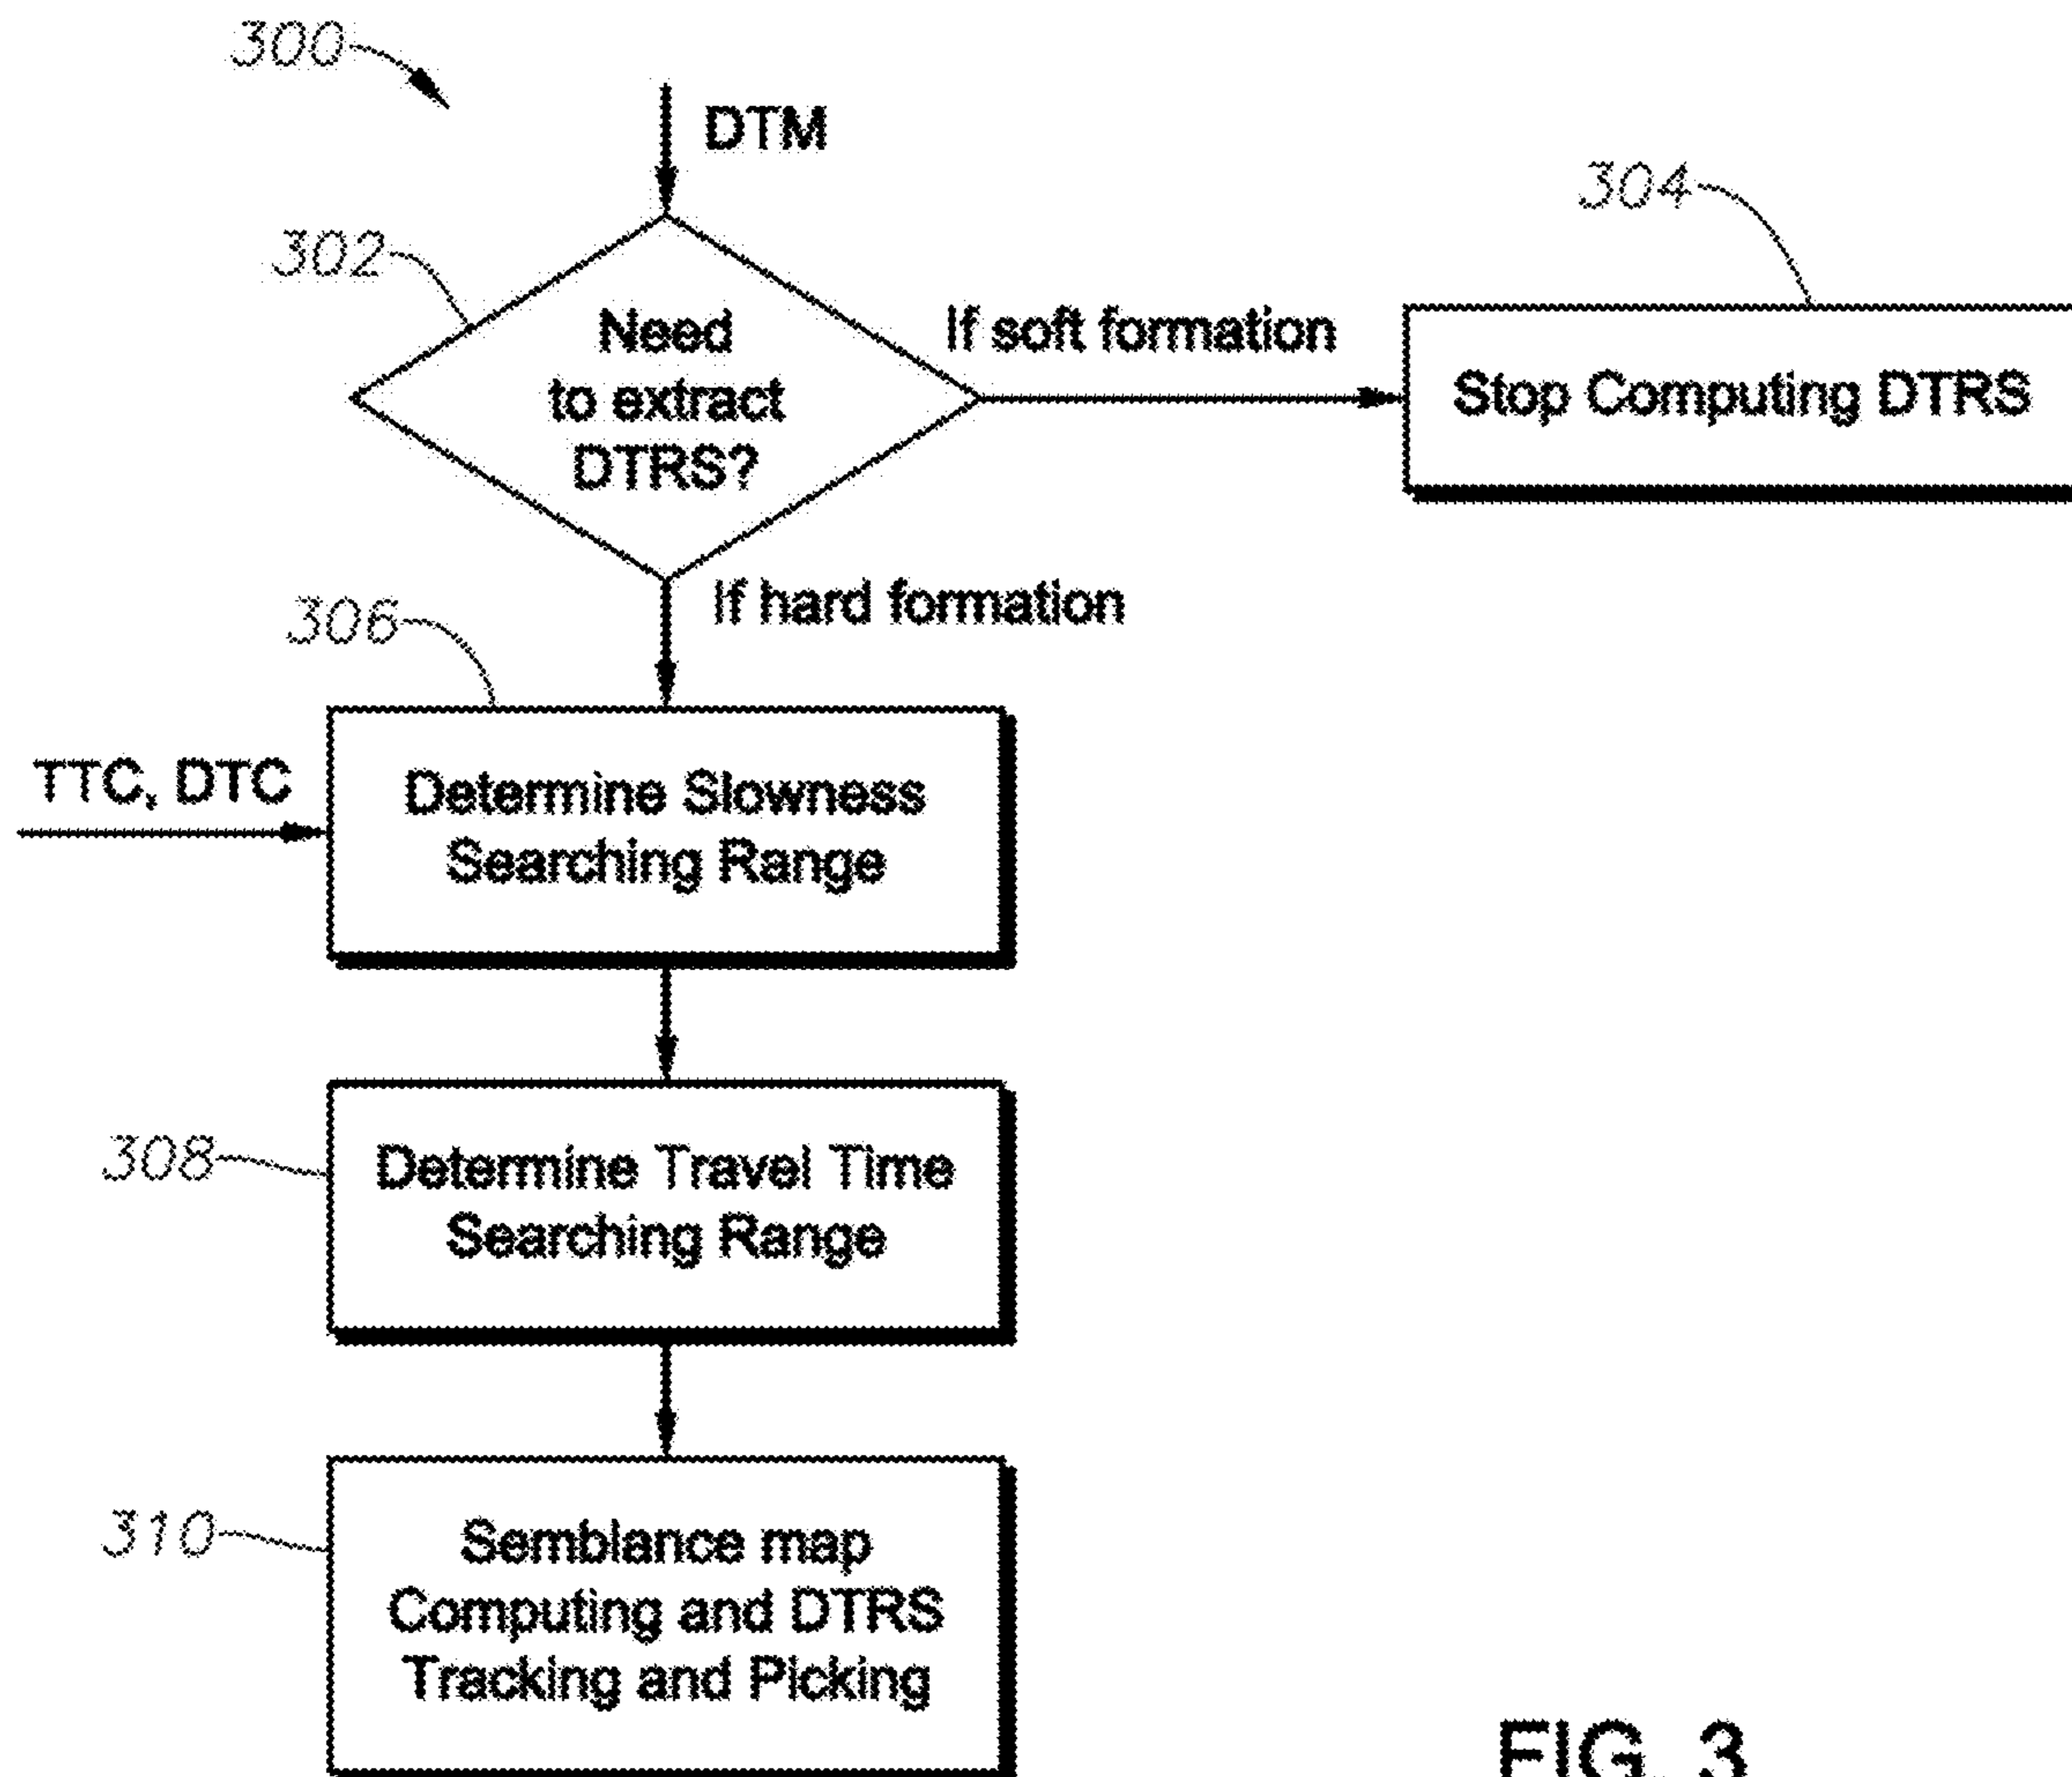 300
DTM
302
304
Need
to extract
DTRS?
If soft formation
Stop Computing DTRS
If hard formation
306
TTC, DTC
Determine Slowness
Searching Range
308
Determine Travel Time
Searching Range
310
Semblance map
Computing and DTRS
Tracking and Picking
FIG. 3